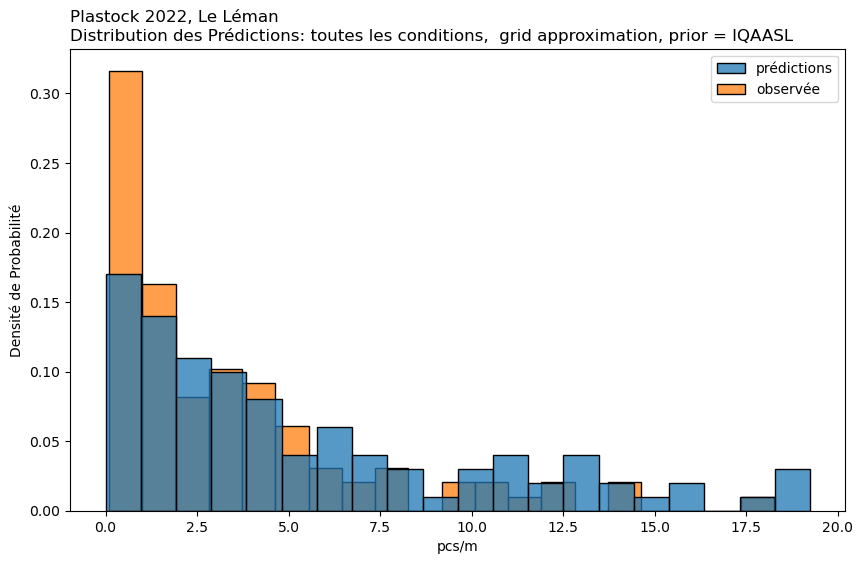 Plastock 2022, Le Léman
Distribution des Prédictions: toutes les conditions,  grid approximation, prior = IQAASL
prédictions
observée
Densité de Probabilité
0.30
0.25
0.20
0.15
0.10
0.05
0.00
0.0 2.5 5.0 7.5 10.0 12.5 15.0 17.5 20.0
pcs/m